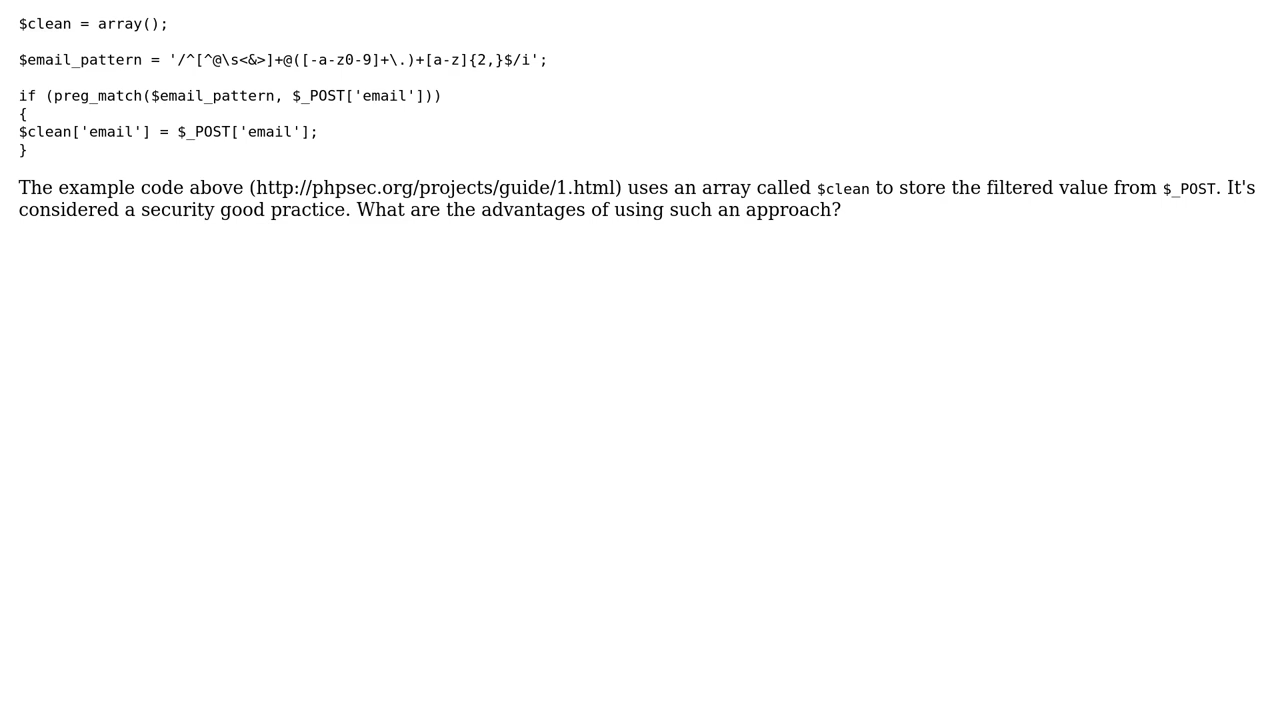 $clean = array();
$email_pattern = '/^[^@\s<&>]+@([-a-z0-9]+\.)+[a-z]{2,}$/i';
if (preg_match($email_pattern, $_POST['email']))
{
$clean['email'] = $_POST['email'];
}
The example code above (http://phpsec.org/projects/guide/1.html) uses an array called $clean to store the filtered value from $_POST. It's
considered a security good practice. What are the advantages of using such an approach?